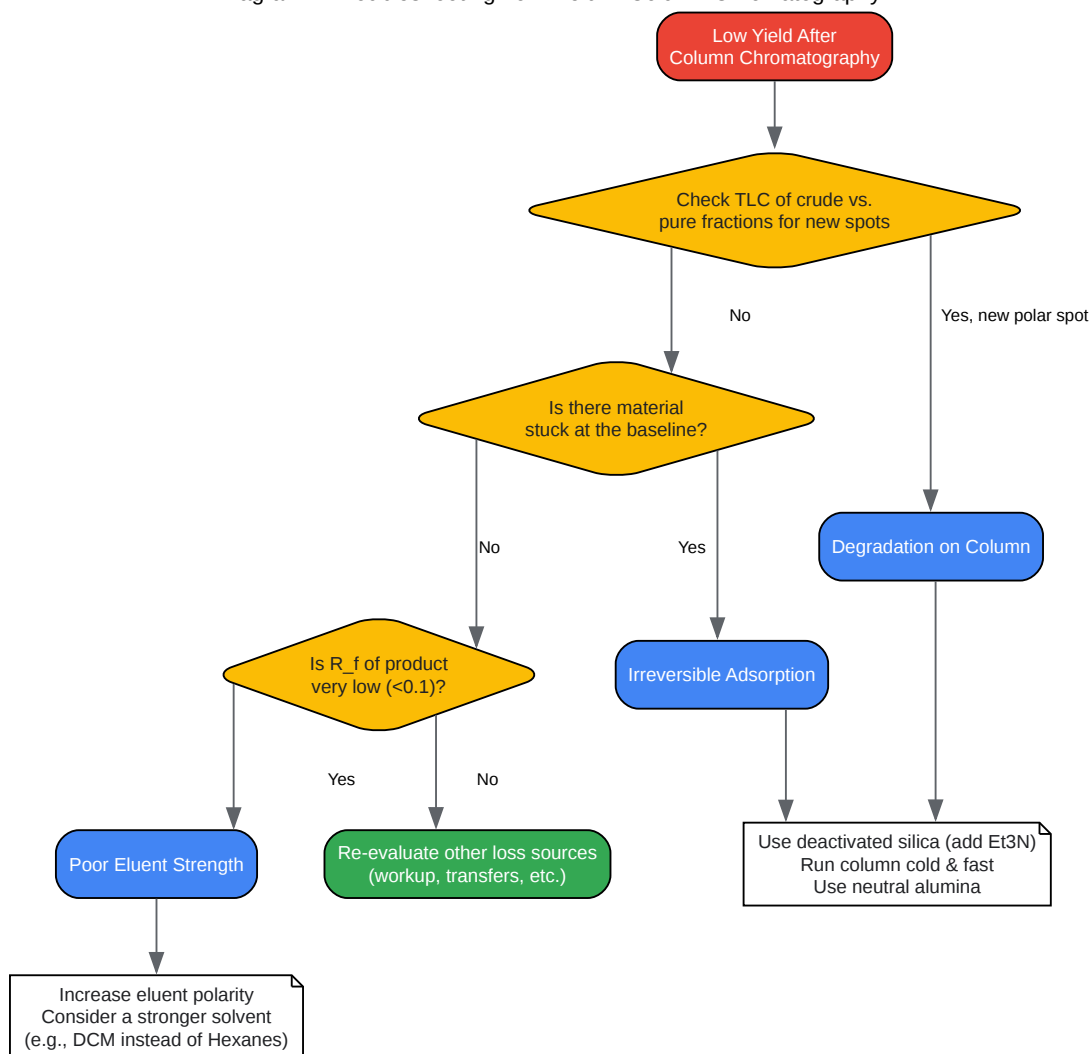 Low Yield After
Column Chromatography
Check TLC of crude vs.
pure fractions for new spots
No
Yes, new polar spot
Is there material
stuck at the baseline?
No
Yes
Degradation on Column
Is R_f of product
very low (<0.1)?
Irreversible Adsorption
Yes
No
Poor Eluent Strength
Re-evaluate other loss sources
(workup, transfers, etc.)
Use deactivated silica (add Et3N)
Run column cold & fast
Use neutral alumina
Increase eluent polarity
Consider a stronger solvent
(e.g., DCM instead of Hexanes)